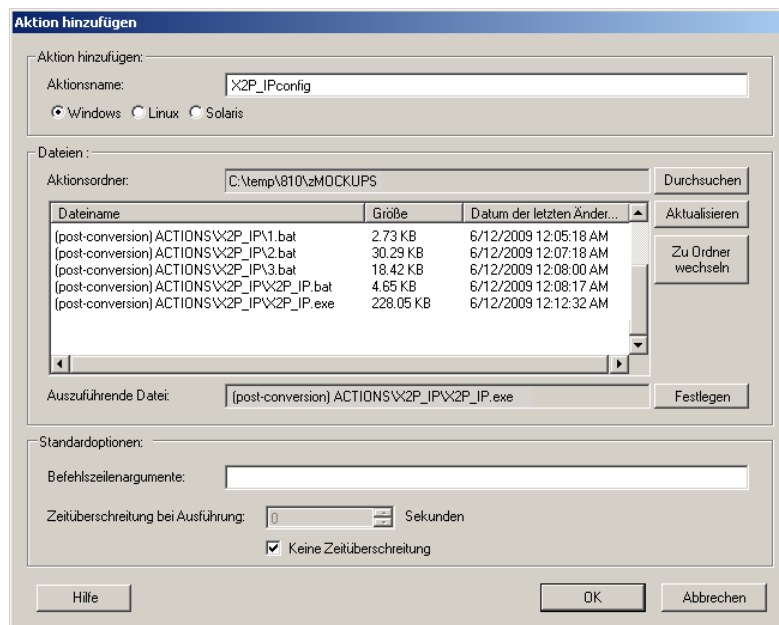 Aktion hinzufügen
Aktion hinzufügen:
Aktionsname: X2P_IPconfig
Windows Linux Solaris
Dateien :
Aktionsordner: C:\temp\810\zMOCKUPS Durchsuchen
Dateiname Größe Datum der letzten Änder... Aktualisieren
(post-conversion) ACTIONS\X2P_IP\1.bat 2.73 KB 6/12/2009 12:05:18 AM
(post-conversion) ACTIONS\X2P_IP\2.bat 30.29 KB 6/12/2009 12:07:18 AM
(post-conversion) ACTIONS\X2P_IP\3.bat 18.42 KB 6/12/2009 12:08:00 AM
(post-conversion) ACTIONS\X2P_IP\X2P_IP.bat 4.65 KB 6/12/2009 12:08:17 AM
(post-conversion) ACTIONS\X2P_IP\X2P_IP.exe 228.05 KB 6/12/2009 12:12:32 AM
Zu Ordner
wechseln
Auszuführende Datei: (post-conversion) ACTIONS\X2P_IP\X2P_IP.exe Festlegen
Standardoptionen:
Befehlszeilenargumente:
Zeitüberschreitung bei Ausführung: 0 Sekunden
Keine Zeitüberschreitung
Hilfe OK Abbrechen